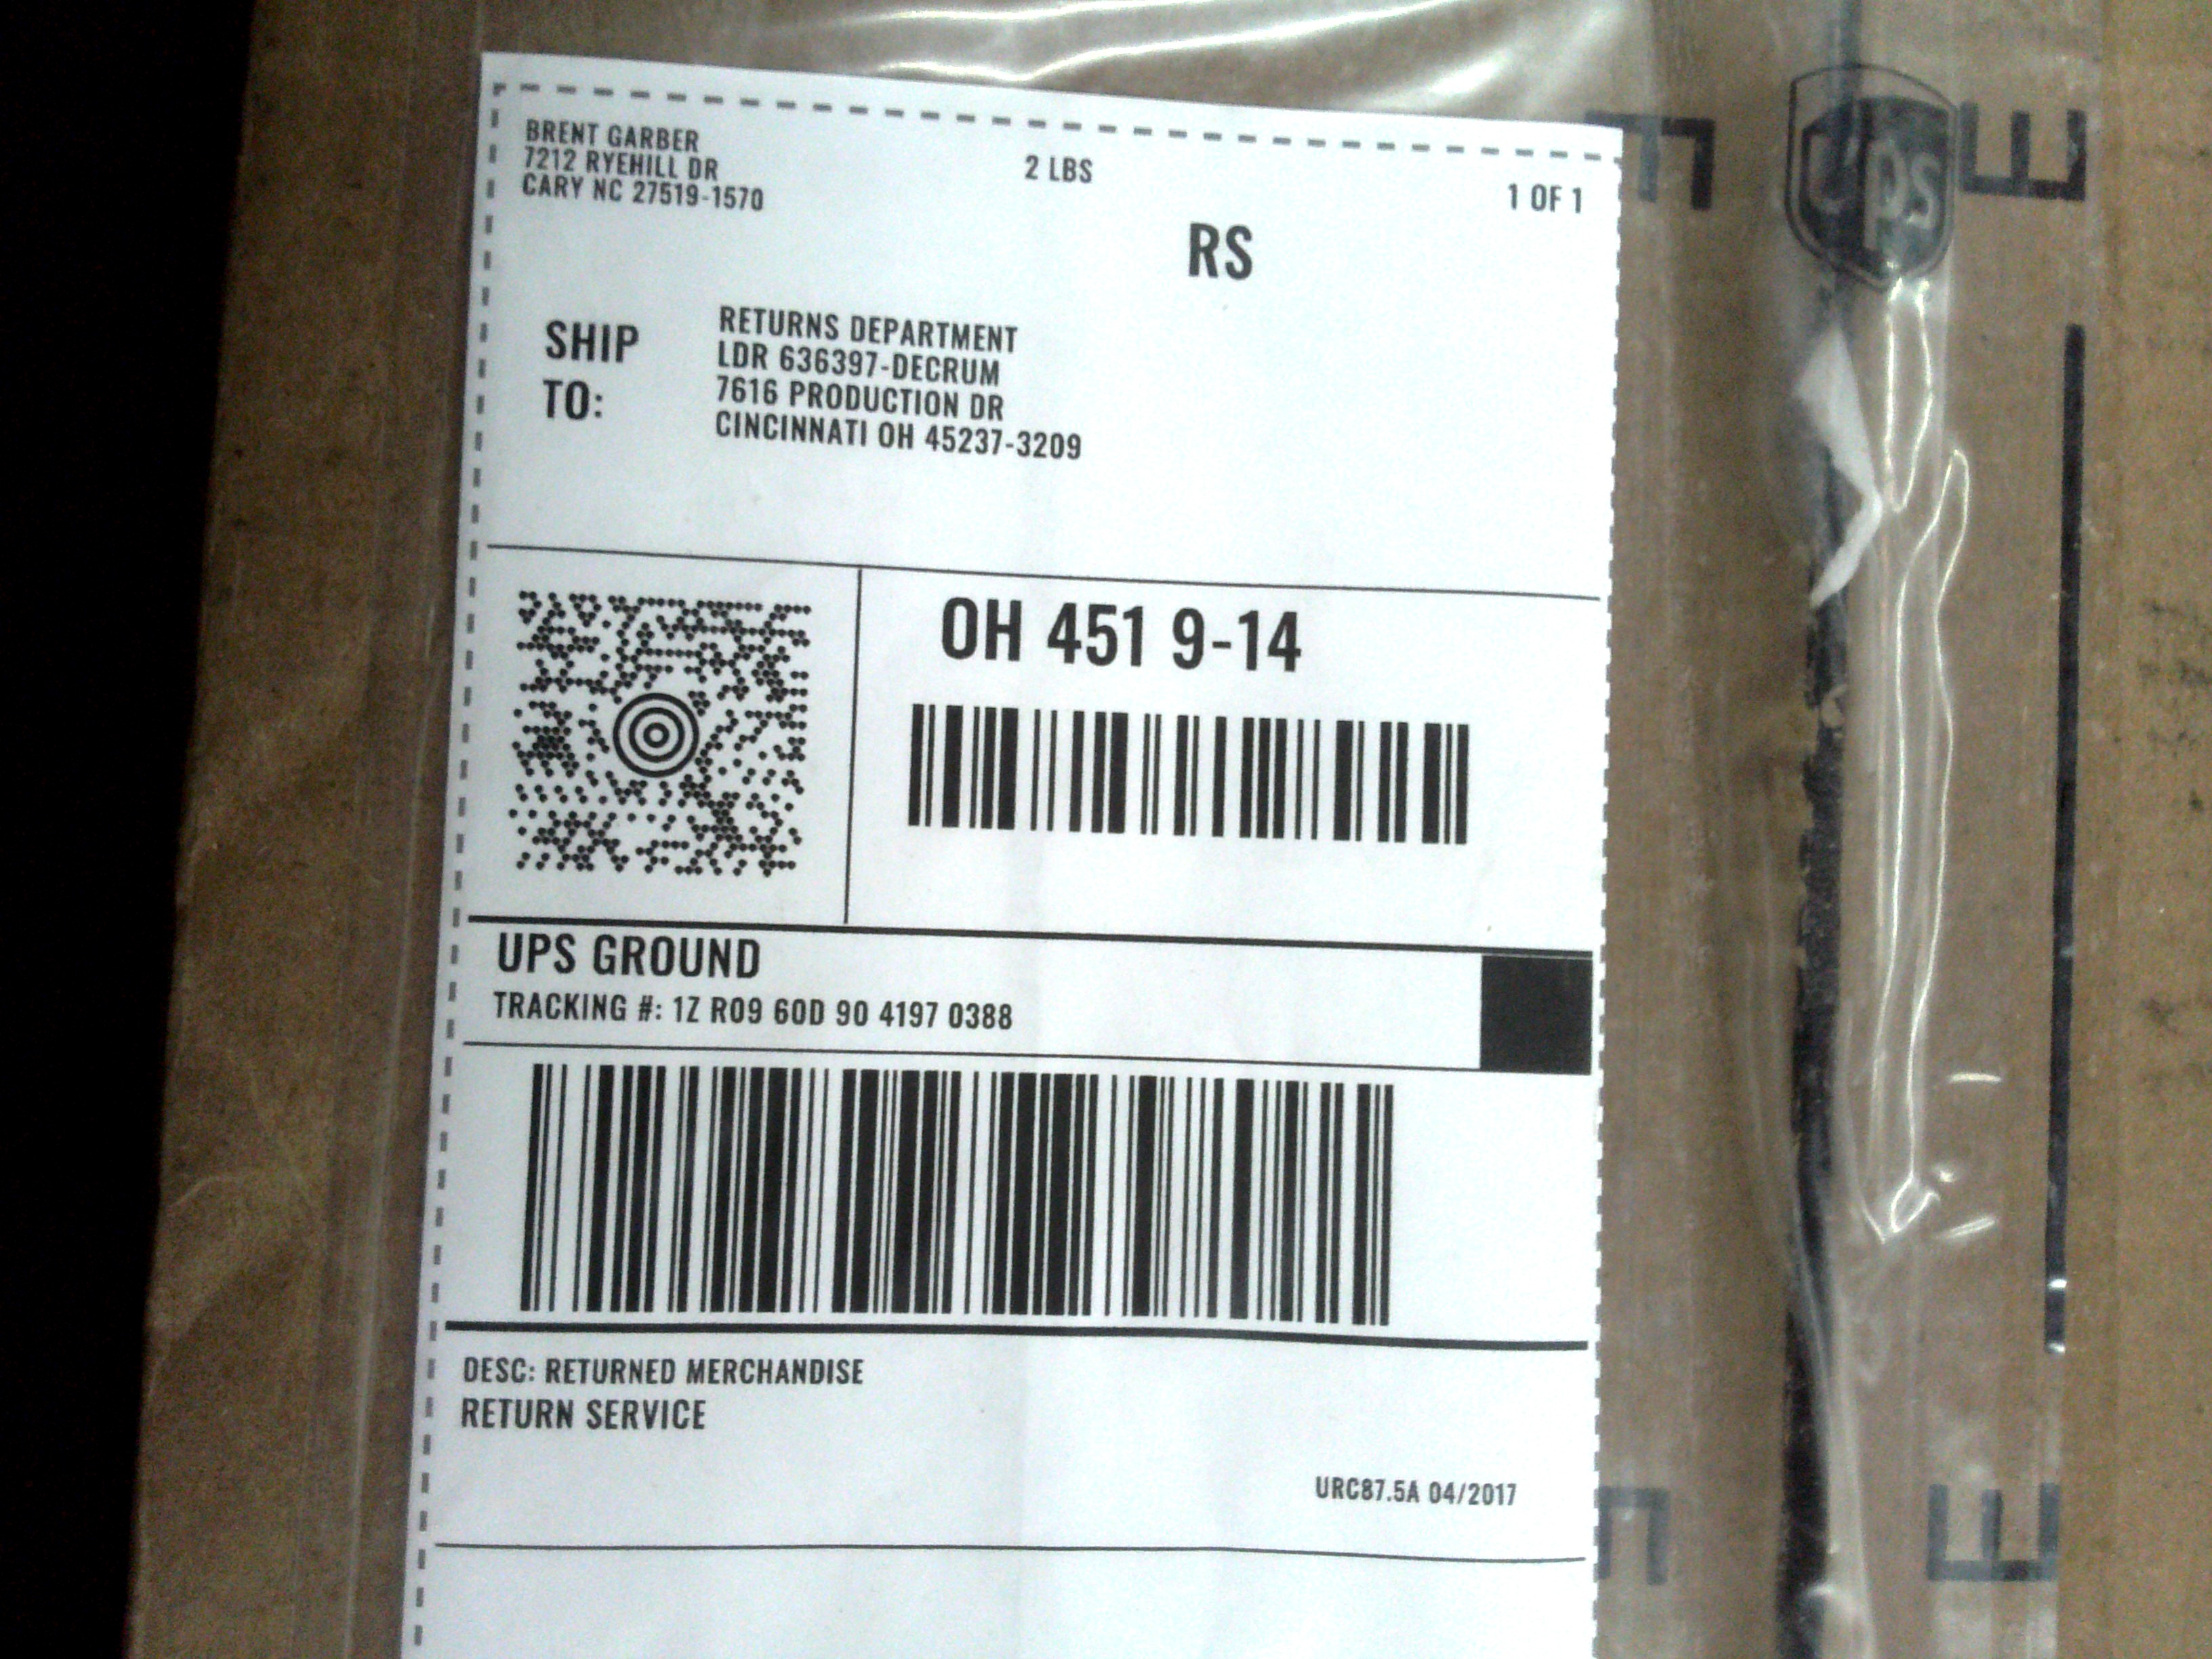 BRENT GARBER
7212 RYEHILL DR
CARY NC 27519-1570
2 LBS
1 OF 1
RS
SHIP
TO:
RETURNS DEPARTMENT
LDR 636397-DECRUM
7616 PRODUCTION DR
CINCINNATI OH 45237-3209
OH 451 9-14
UPS GROUND
TRACKING #: 1Z R09 60D 90 4197 0388
DESC: RETURNED MERCHANDISE
RETURN SERVICE
URC87.5A 04/2017
ups